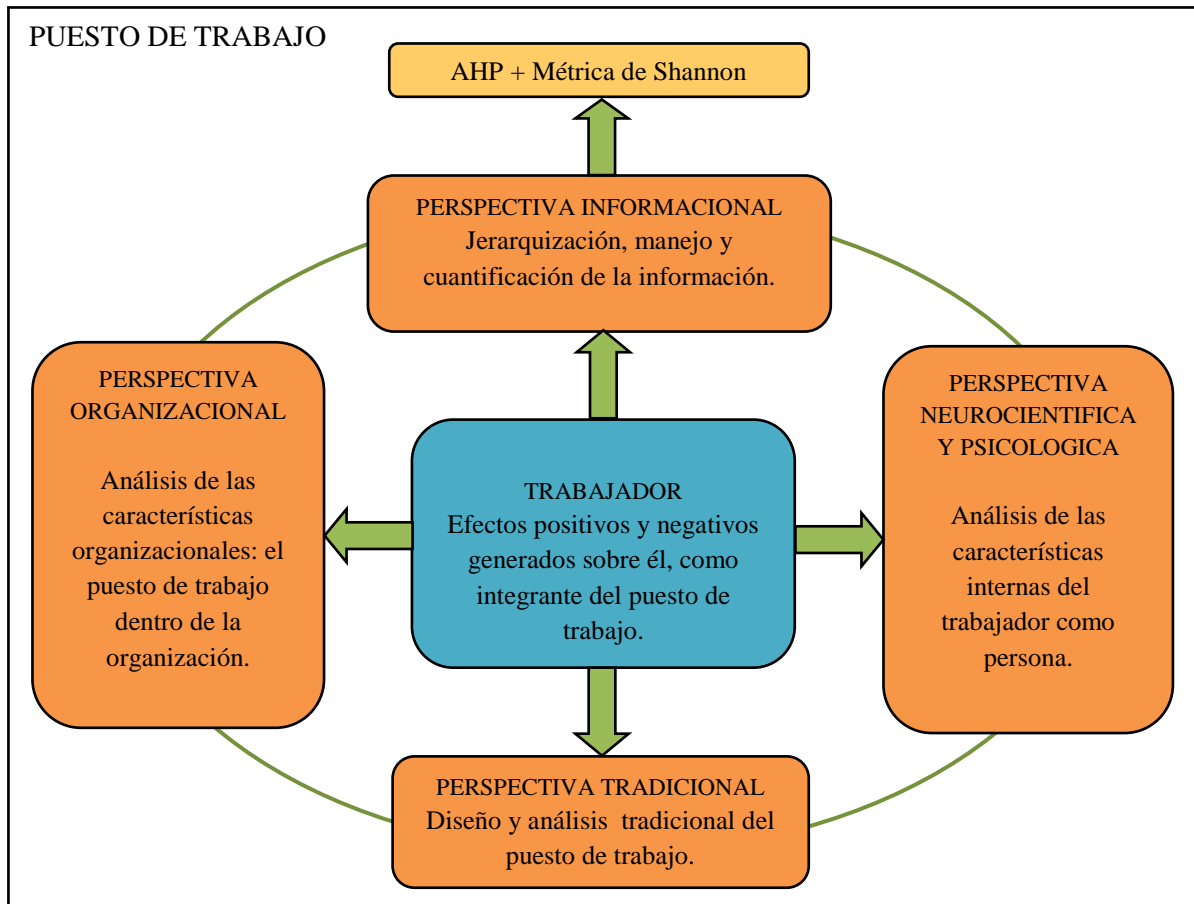 PUESTO DE TRABAJO
AHP + Métrica de Shannon
PERSPECTIVA INFORMACIONAL
Jerarquización, manejo y
cuantificación de la información.
PERSPECTIVA
ORGANIZACIONAL
Análisis de las
características
organizacionales: el
puesto de trabajo
dentro de la
organización.
TRABAJADOR
Efectos positivos y negativos
generados sobre él, como
integrante del puesto de
trabajo.
PERSPECTIVA
NEUROCIENTIFICA
Y PSICOLOGICA
Análisis de las
características
internas del
trabajador como
persona.
PERSPECTIVA TRADICIONAL
Diseño y análisis tradicional del
puesto de trabajo.